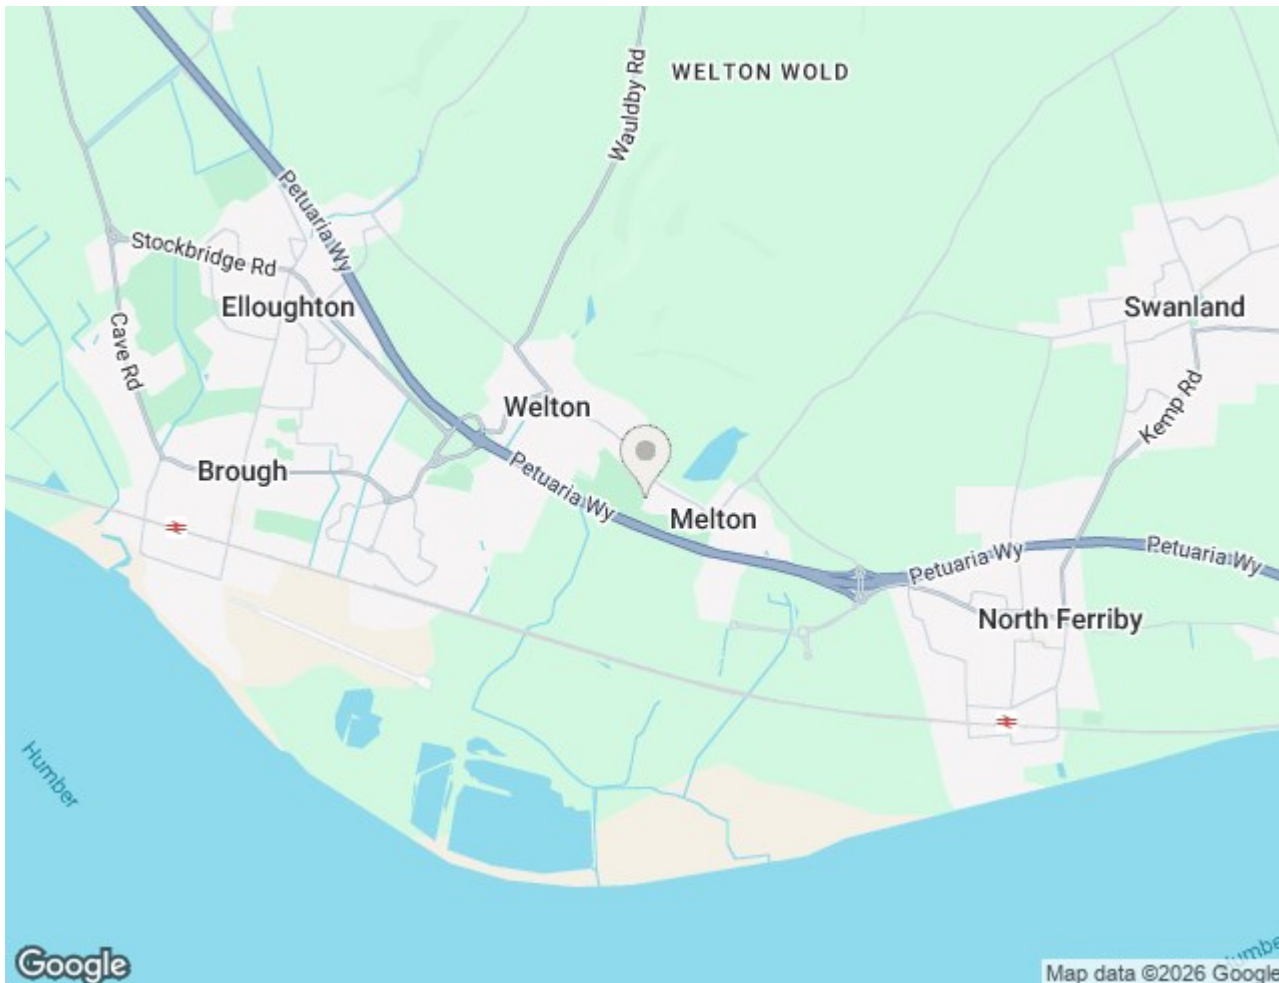 WELTON WOLD
Wauldby Rd
Petuaria Wy
Stockbridge Rd
Elloughton
Swanland
Cave Rd
Kemp Rd
Welton
Brough
Petuaria Wy
Melton
Petuaria Wy
Petuaria Wy
North Ferriby
Humber
Humber
Google
Map data ©2026 Google